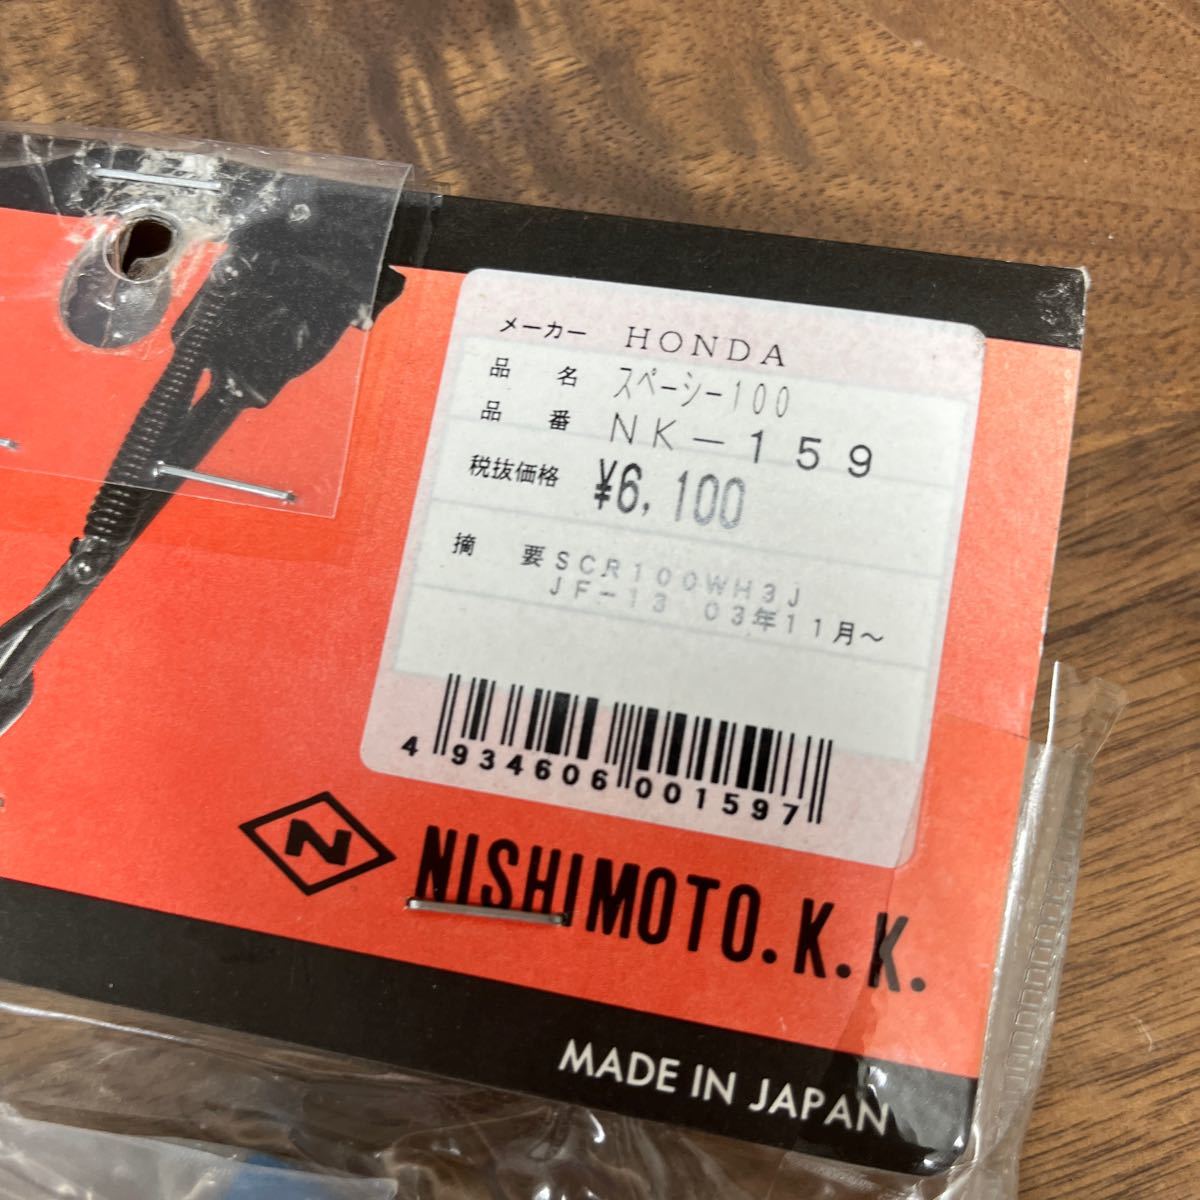 メーカー HONDA
品名 スペーシー100
品番 NK-159
税抜価格 ¥6,100
摘要 SCR100WH3J
JF-13 03年11月～
4 934606 001597
N NISHIMOTO.K.K.
MADE IN JAPAN